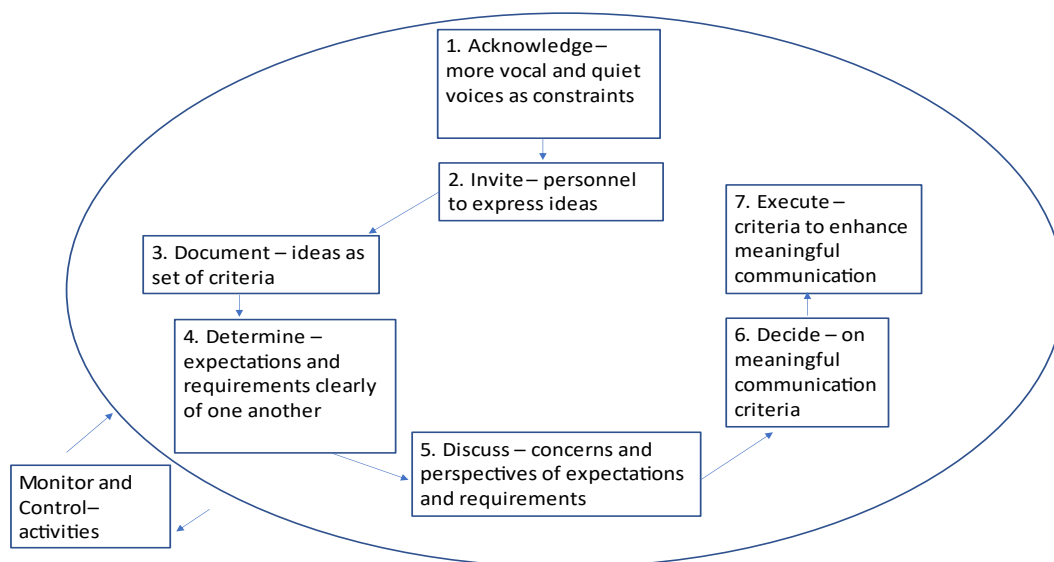 1. Acknowledge –
more vocal and quiet
voices as constraints
2. Invite – personnel
to express ideas
3. Document – ideas as
set of criteria
4. Determine –
expectations and
requirements clearly
of one another
5. Discuss – concerns and
perspectives of expectations
and requirements
6. Decide – on
meaningful
communication
criteria
7. Execute –
criteria to enhance
meaningful
communication
Monitor and
Control–
activities